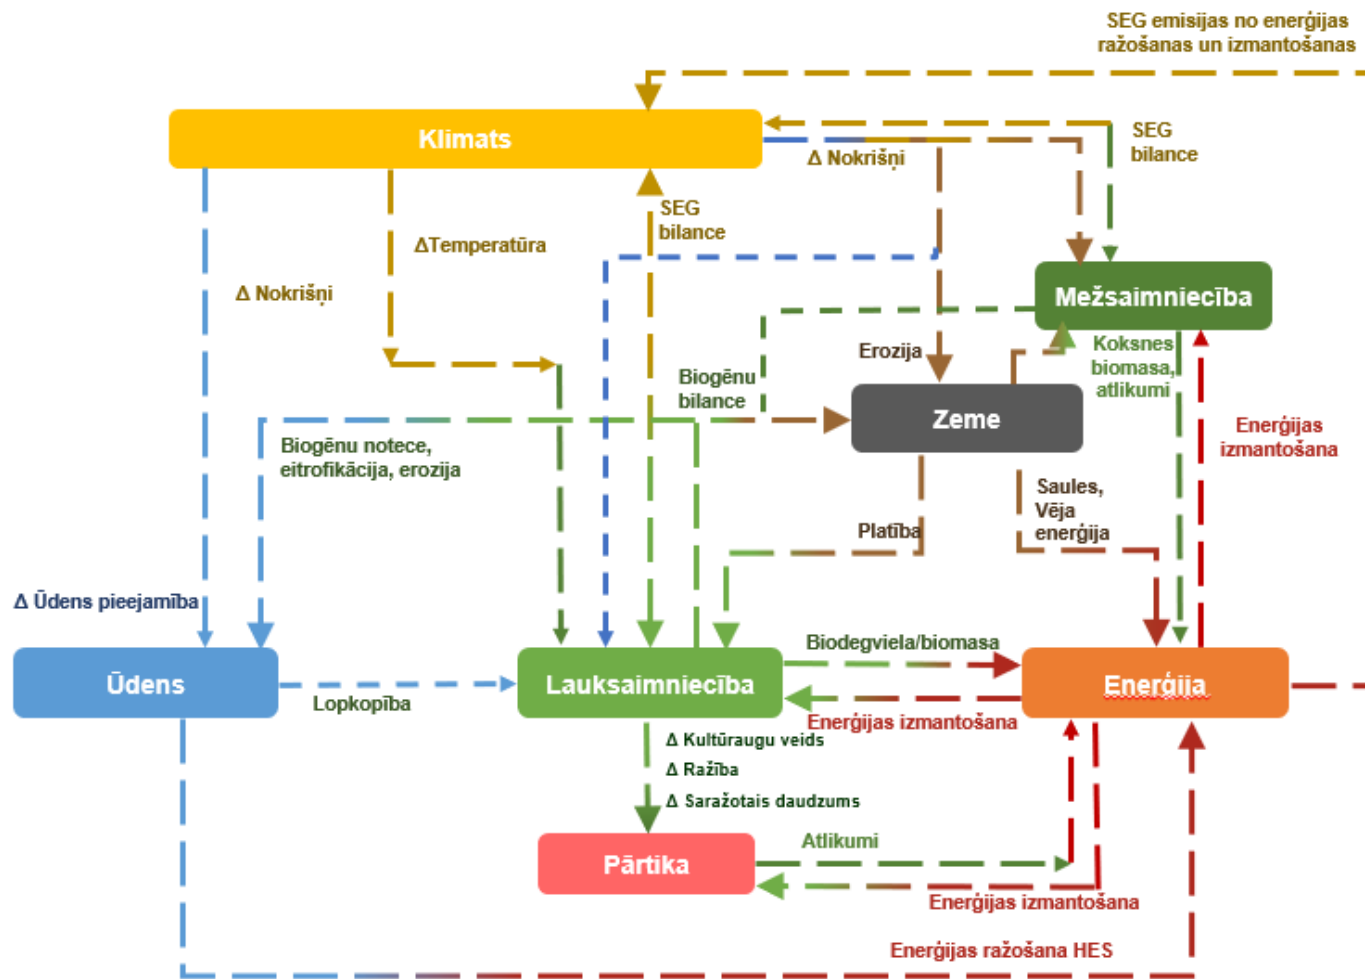 SEG emisijas no enerģijas
ražošanas un izmantošanas
Klimats
Δ Nokrišņi
SEG
bilance
SEG
bilance
ΔTemperatūra
Δ Nokrišņi
Mežsaimniecība
Erozija
Koksnes
biomasa,
atlikumi
Biogēnu
bilance
Zeme
Enerģijas
izmantošana
Biogēnu notece,
eitrofikācija, erozija
Saules,
Vēja
enerģija
Platība
Δ Ūdens pieejamība
Ūdens
Lopkopība
Lauksaimniecība
Biodegviela/biomasa
Enerģija
Enerģijas izmantošana
Δ Kultūraugu veids
Δ Ražība
Δ Saražotais daudzums
Pārtika
Atlikumi
Enerģijas izmantošana
Enerģijas ražošana HES